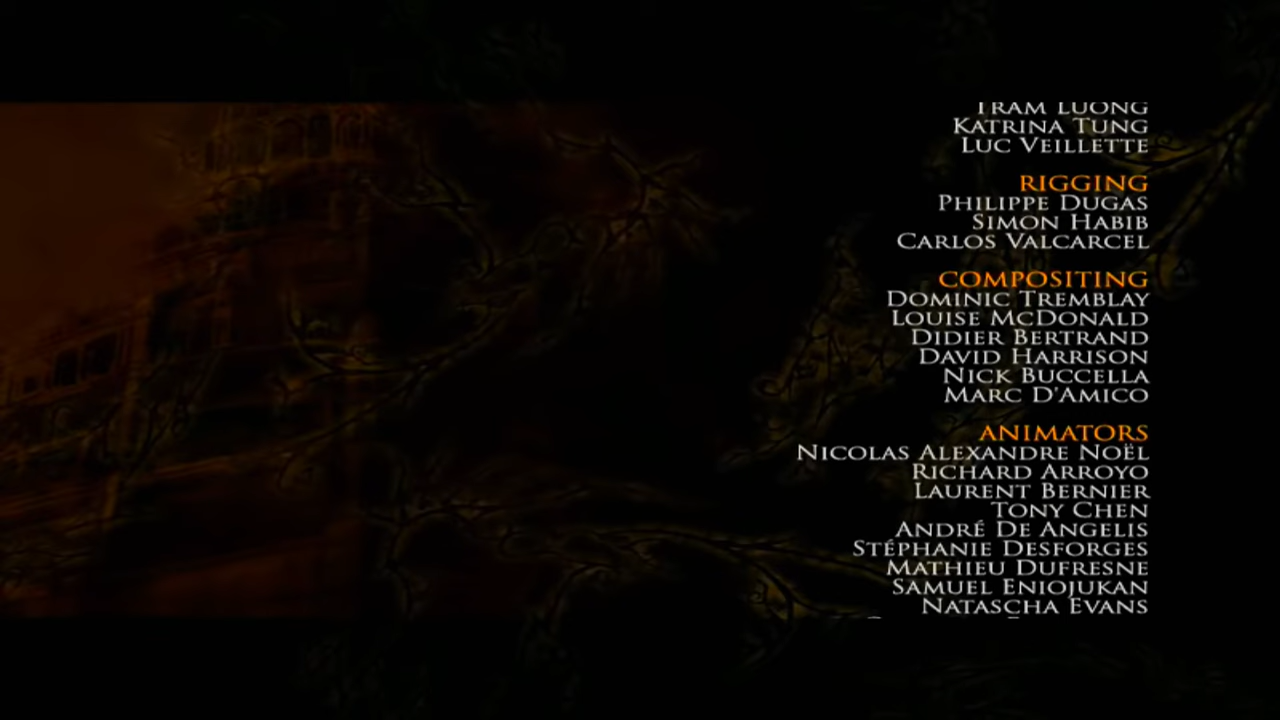 TRAM LUONG
KATRINA TUNG
LUC VEILLETTE
RIGGING
PHILIPPE DUGAS
SIMON HABIB
CARLOS VALCARCEL
COMPOSITING
DOMINIC TREMBLAY
LOUISE MCDONALD
DIDIER BERTRAND
DAVID HARRISON
NICK BUCCELLA
MARC D'AMICO
ANIMATORS
NICOLAS ALEXANDRE NOËL
RICHARD ARROYO
LAURENT BERNIER
TONY CHEN
ANDRÉ DE ANGELIS
STÉPHANIE DESFORGES
MATHIEU DUFRESNE
SAMUEL ENIOJUKAN
NATASCHA EVANS